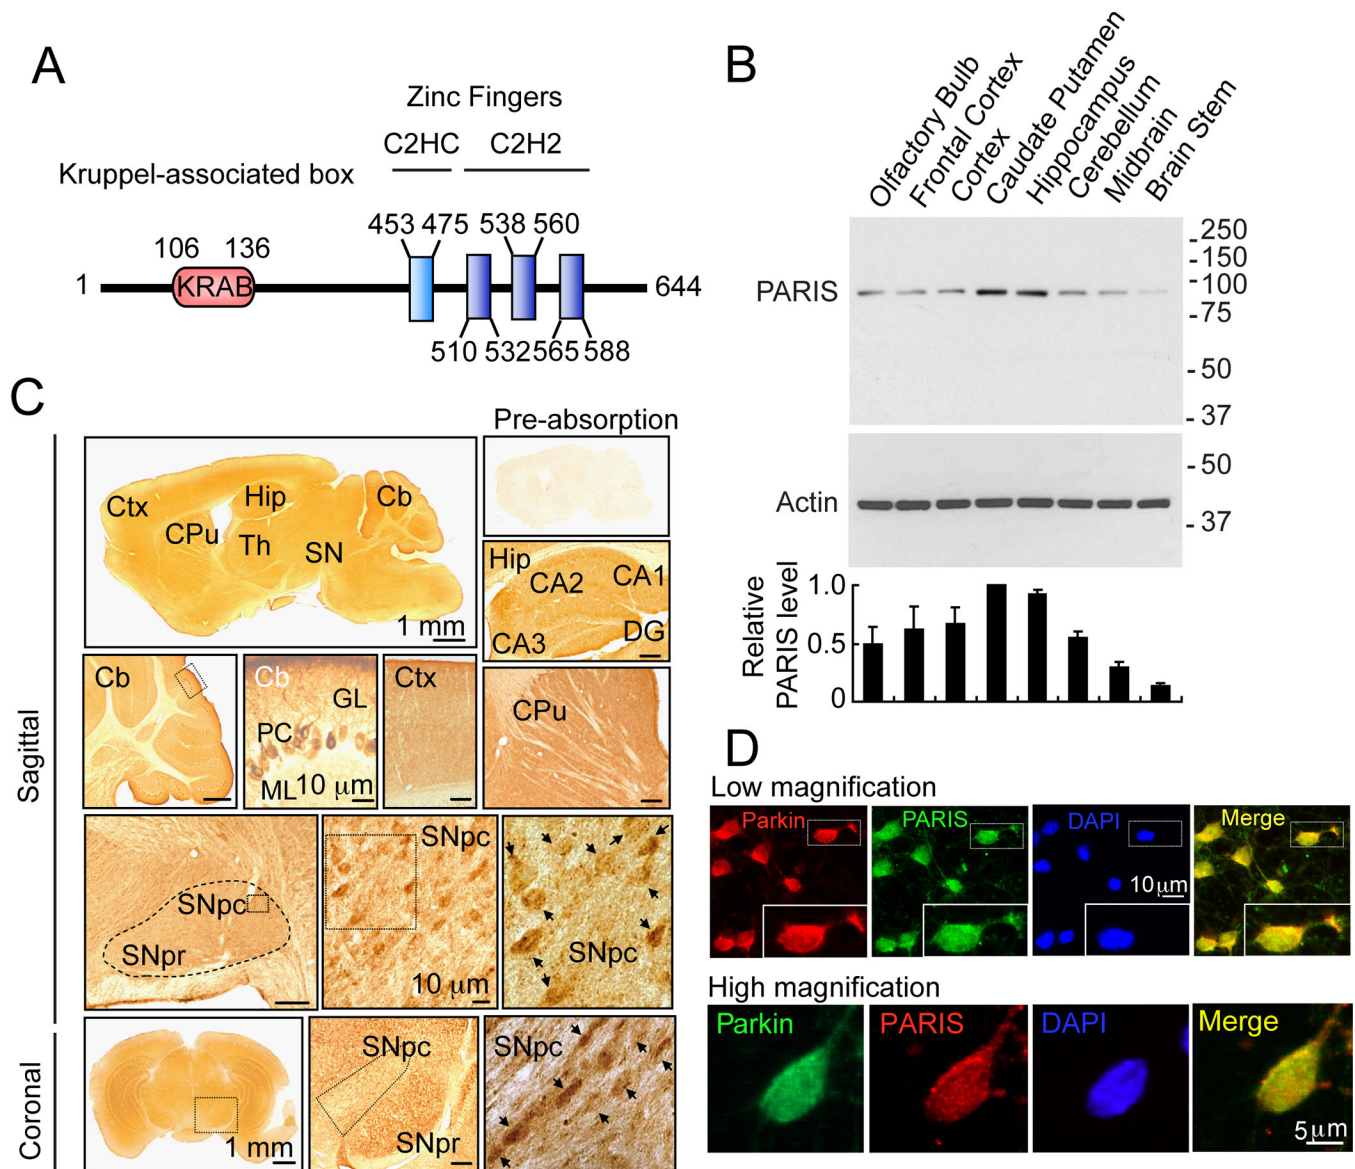 A
Zinc Fingers
C2HC C2H2
Kruppel-associated box
453 475 538 560
106 136
1 KRAB 644
510 532 565 588
B
Olfactory Bulb
Frontal Cortex
Cortex
Caudate Putamen
Hippocampus
Cerebellum
Midbrain
Brain Stem
PARIS
- 250
- 150
- 100
- 75
- 50
- 37
Actin
- 50
- 37
Relative
PARIS level
1.0
0.5
0
C
Pre-absorption
Sagittal
Ctx
Hip
Cb
CPu
Th
SN
1 mm
Hip
CA2
CA1
CA3
DG
Cb
Cb
GL
PC
ML
10 μm
Ctx
CPu
SNpc
SNpr
SNpc
10 μm
SNpc
Coronal
1 mm
SNpc
SNpr
SNpc
D
Low magnification
Parkin PARIS DAPI Merge
10 μm
High magnification
Parkin PARIS DAPI Merge
5 μm